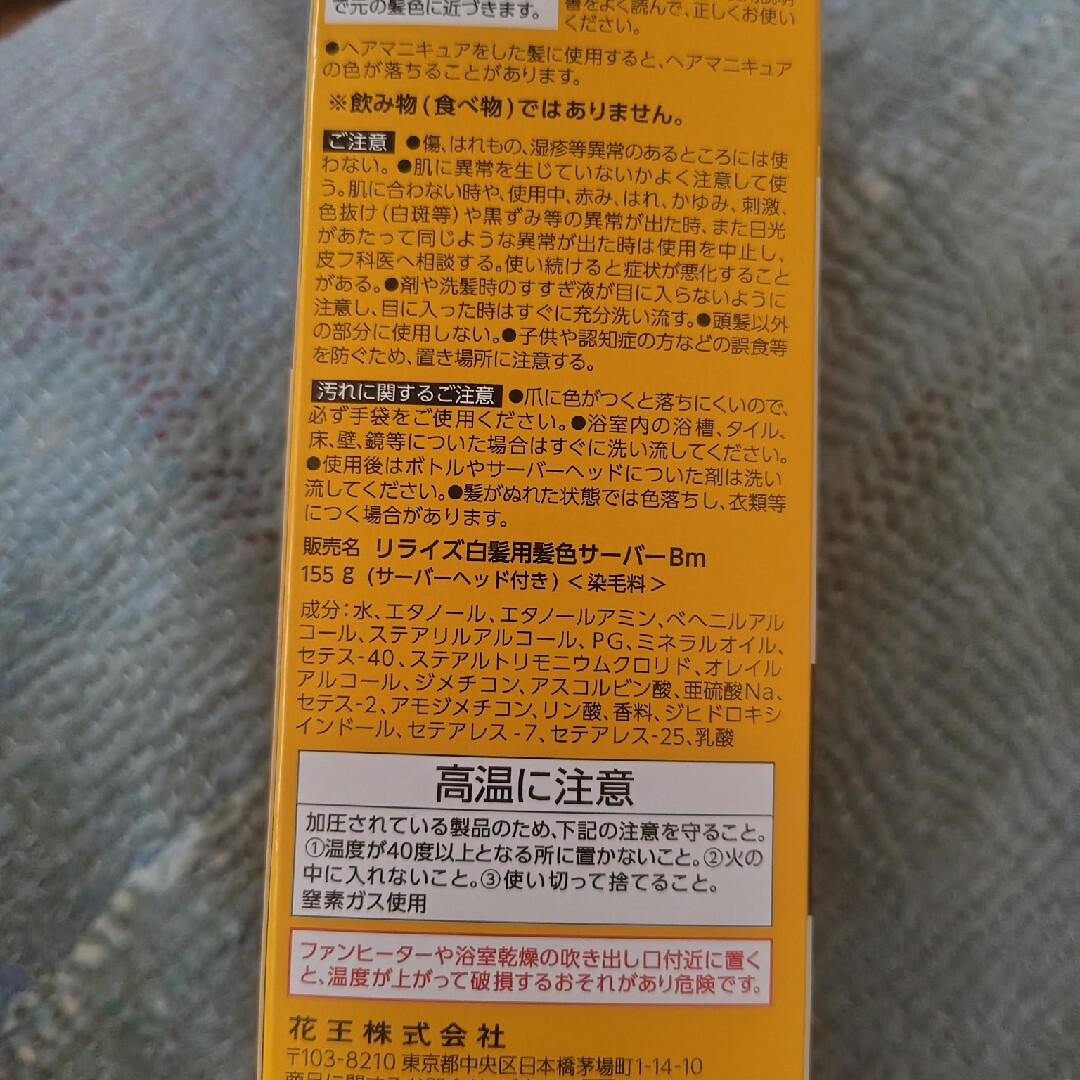 で元の髪色に近づきます。
書をよく読んで、正しくお使い
ください。
●ヘアマニキュアをした髪に使用すると、ヘアマニキュア
の色が落ちることがあります。
※飲み物(食べ物)ではありません。
ご注意 ●傷、はれもの、湿疹等異常のあるところには使
わない。●肌に異常を生じていないかよく注意して使
う。肌に合わない時や、使用中、赤み、はれ、かゆみ、刺激、
色抜け(白斑等)や黒ずみ等の異常が出た時、また日光
があたって同じような異常が出た時は使用を中止し、
皮フ科医へ相談する。使い続けると症状が悪化すること
がある。●剤や洗髪時のすすぎ液が目に入らないように
注意し、目に入った時はすぐに充分洗い流す。●頭髪以外
の部分に使用しない。●子供や認知症の方などの誤食等
を防ぐため、置き場所に注意する。
汚れに関するご注意 ●爪に色がつくと落ちにくいので、
必ず手袋をご使用ください。●浴室内の浴槽、タイル、
床、壁、鏡等についた場合はすぐに洗い流してください。
●使用後はボトルやサーバーヘッドについた剤は洗い
流してください。●髪がぬれた状態では色落ちし、衣類等
につく場合があります。
販売名 リライズ白髪用髪色サーバーBm
155g (サーバーヘッド付き) <染毛料>
成分:水、エタノール、エタノールアミン、ベヘニルアル
コール、ステアリルアルコール、PG、ミネラルオイル、
セテス-40、ステアルトリモニウムクロリド、オレイル
アルコール、ジメチコン、アスコルビン酸、亜硫酸Na、
セテス-2、アモジメチコン、リン酸、香料、ジヒドロキシ
インドール、セテアレス-7、セテアレス-25、乳酸
高温に注意
加圧されている製品のため、下記の注意を守ること。
①温度が40度以上となる所に置かないこと。②火の
中に入れないこと。③使い切って捨てること。
窒素ガス使用
ファンヒーターや浴室乾燥の吹き出し口付近に置く
と、温度が上がって破損するおそれがあり危険です。
花王株式会社
〒103-8210 東京都中央区日本橋茅場町1-14-10